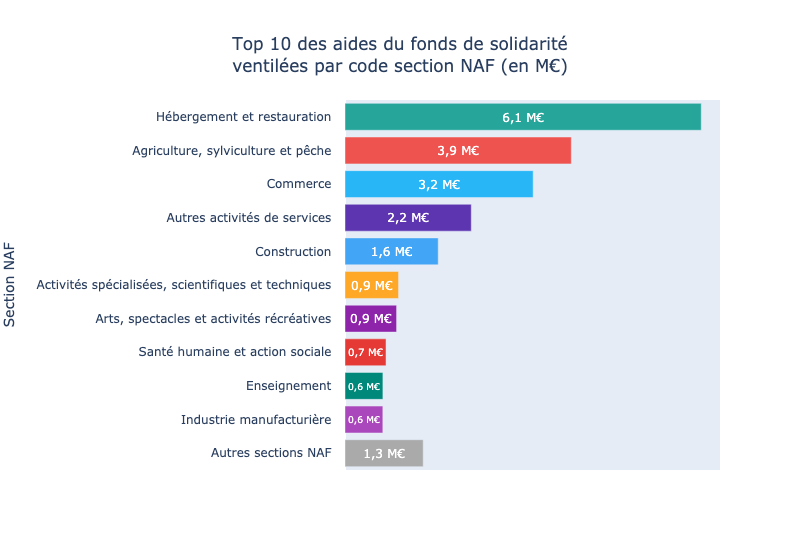 Top 10 des aides du fonds de solidarité
ventilées par code section NAF (en M€)
Section NAF
Hébergement et restauration 6,1 M€
Agriculture, sylviculture et pêche 3,9 M€
Commerce 3,2 M€
Autres activités de services 2,2 M€
Construction 1,6 M€
Activités spécialisées, scientifiques et techniques 0,9 M€
Arts, spectacles et activités récréatives 0,9 M€
Santé humaine et action sociale 0,7 M€
Enseignement 0,6 M€
Industrie manufacturière 0,6 M€
Autres sections NAF 1,3 M€